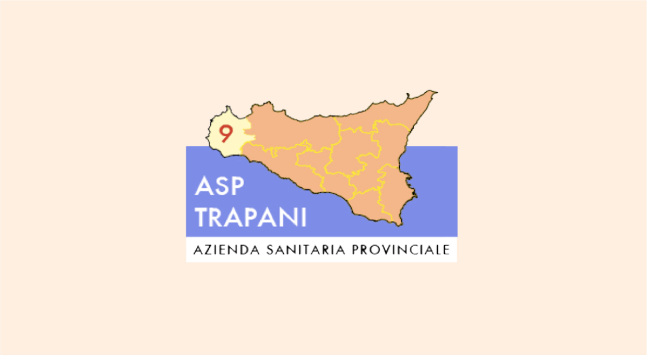 9
ASP
TRAPANI
AZIENDA SANITARIA PROVINCIALE